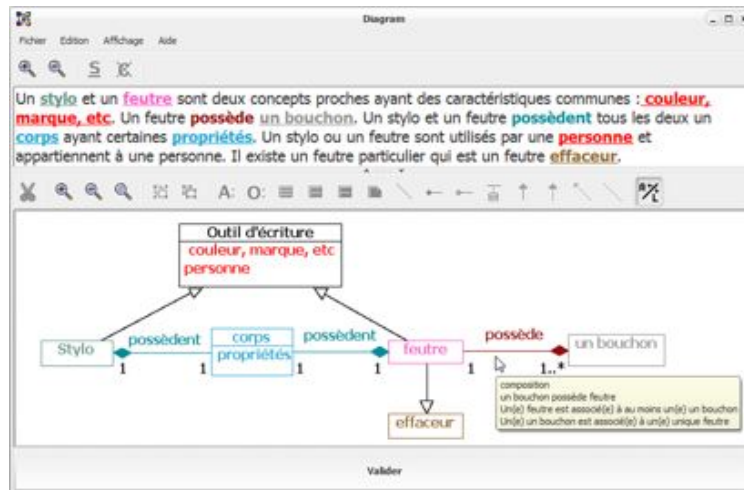 Diagram
Fichier Edition Affichage Aide
S
Un stylo et un feutre sont deux concepts proches ayant des caractéristiques communes : couleur,
marque, etc. Un feutre possède un bouchon. Un stylo et un feutre possèdent tous les deux un
corps ayant certaines propriétés. Un stylo ou un feutre sont utilisés par une personne et
appartiennent à une personne. Il existe un feutre particulier qui est un feutre effaceur.
A: O:
Outil d'écriture
couleur, marque, etc
personne
possèdent possèdent possède
Stylo corps feutre un bouchon
propriétés
1 1 1 1 1 1..*
composition
un bouchon possède feutre
Un(e) feutre est associé(e) à au moins un(e) un bouchon
Un(e) un bouchon est associé(e) à un(e) unique feutre
effaceur
Valider